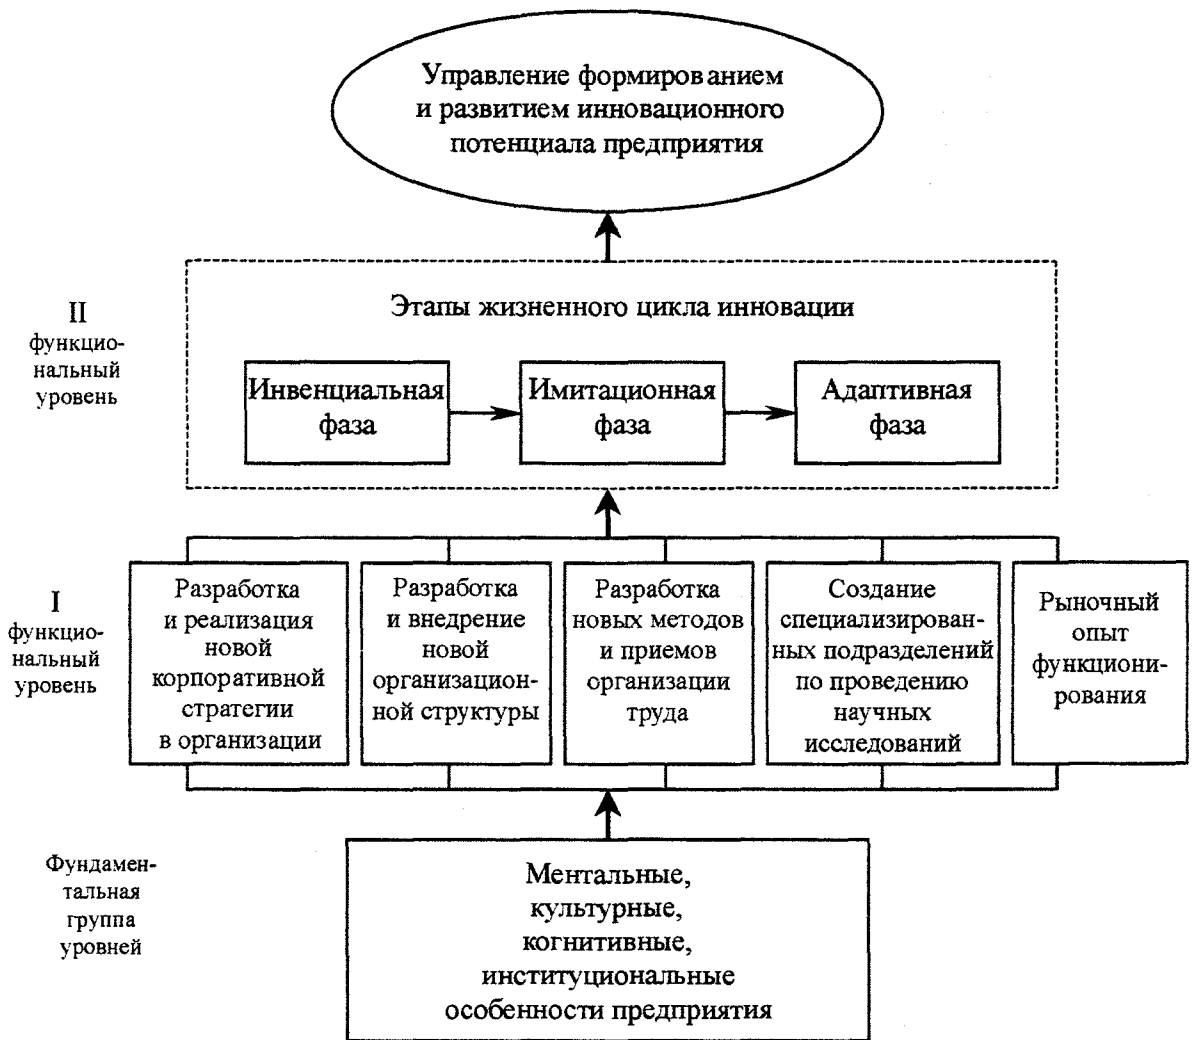 Управление формированием
и развитием инновационного
потенциала предприятия
II
функцио-
нальный
уровень
Этапы жизненного цикла инновации
Инвенциальная
фаза
Имитационная
фаза
Адаптивная
фаза
I
функцио-
нальный
уровень
Разработка
и реализация
новой
корпоративной
стратегии
в организации
Разработка
и внедрение
новой
организацион-
ной структуры
Разработка
новых методов
и приемов
организации
труда
Создание
специализирован-
ных подразделений
по проведению
научных
исследований
Рыночный
опыт
функциони-
рования
Фундамен-
тальная
группа
уровней
Ментальные,
культурные,
когнитивные,
институциональные
особенности предприятия